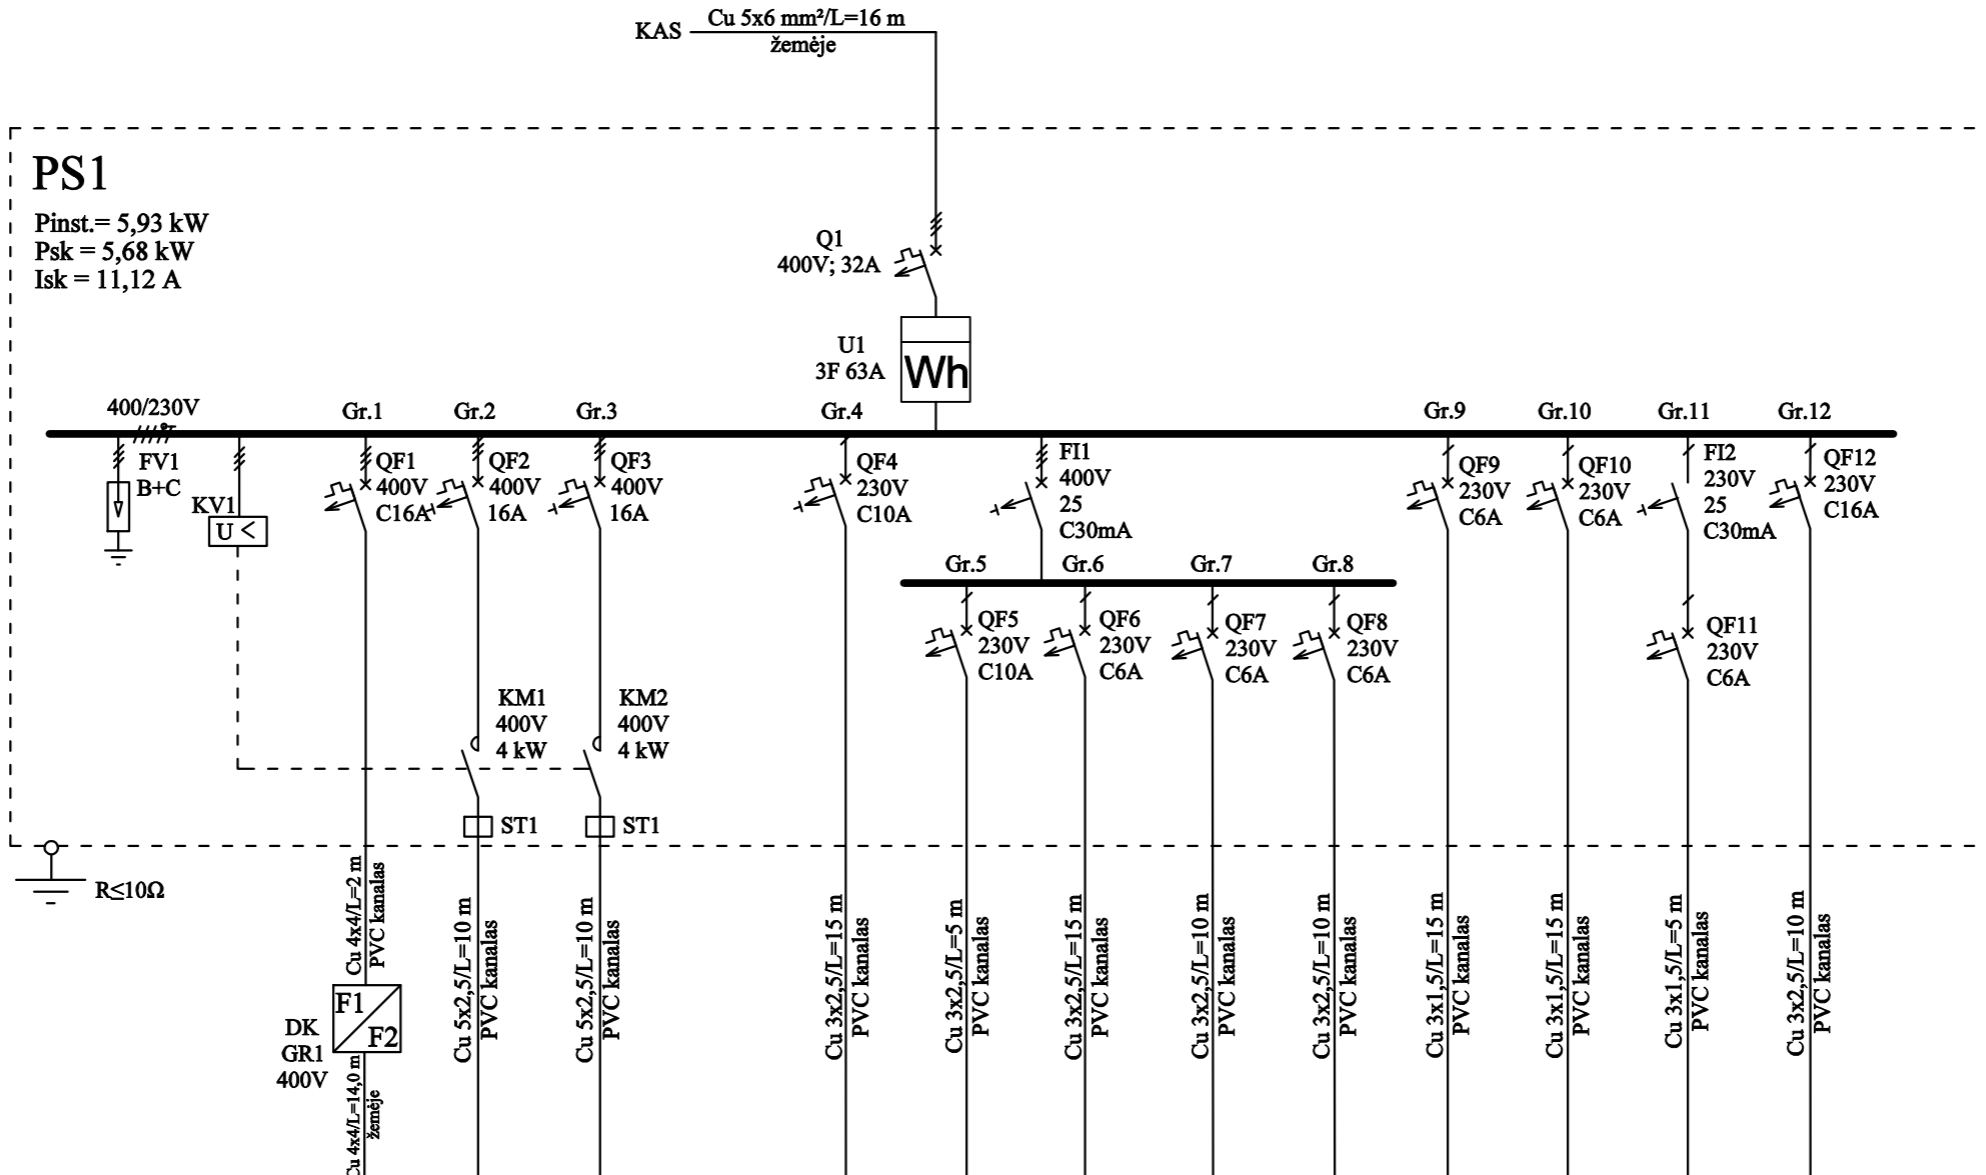 KAS
Cu 5x6 mm²/L=16 m
žemėje
PS1
Pinst.= 5,93 kW
Psk = 5,68 kW
Isk = 11,12 A
Q1
400V; 32A
U1
3F 63A
Wh
400/230V
Gr.1
Gr.2
Gr.3
Gr.4
Gr.9
Gr.10
Gr.11
Gr.12
FV1
B+C
KV1
U <
QF1
400V
C16A
QF2
400V
16A
QF3
400V
16A
QF4
230V
C10A
FI1
400V
25
C30mA
QF9
230V
C6A
QF10
230V
C6A
FI2
230V
25
C30mA
QF12
230V
C16A
Gr.5
Gr.6
Gr.7
Gr.8
QF5
230V
C10A
QF6
230V
C6A
QF7
230V
C6A
QF8
230V
C6A
QF11
230V
C6A
KM1
400V
4 kW
KM2
400V
4 kW
ST1
ST1
R≤10Ω
Cu 4x4/L=2 m
PVC kanalas
Cu 5x2,5/L=10 m
PVC kanalas
Cu 5x2,5/L=10 m
PVC kanalas
Cu 3x2,5/L=15 m
PVC kanalas
Cu 3x2,5/L=5 m
PVC kanalas
Cu 3x2,5/L=15 m
PVC kanalas
Cu 3x2,5/L=10 m
PVC kanalas
Cu 3x2,5/L=10 m
PVC kanalas
Cu 3x1,5/L=15 m
PVC kanalas
Cu 3x1,5/L=15 m
PVC kanalas
Cu 3x1,5/L=5 m
PVC kanalas
Cu 3x2,5/L=10 m
PVC kanalas
F1
F2
DK
GR1
400V
Cu 4x4/L=14,0 m
žemėje